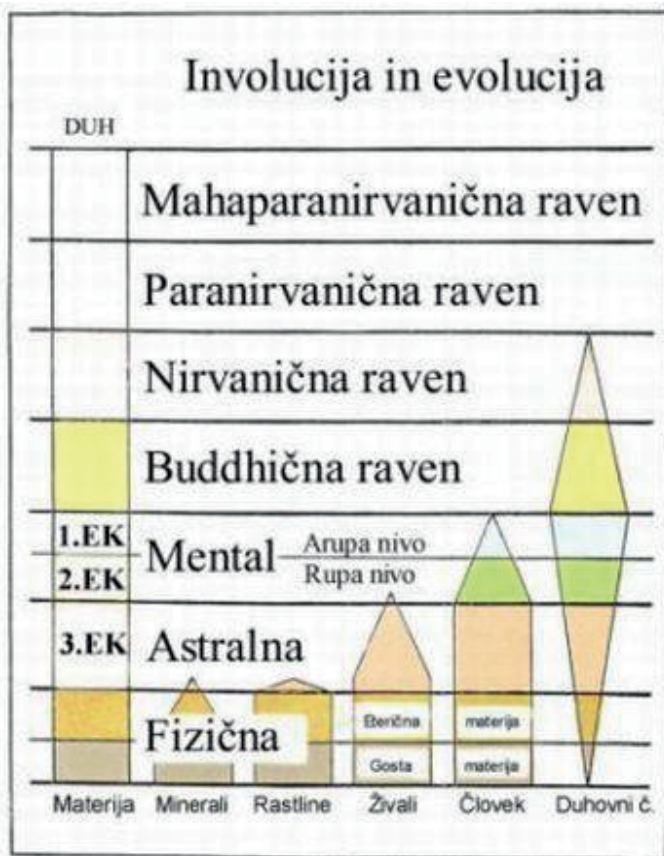 Involucija in evolucija
DUH
Mahaparanirvanična raven
Paranirvanična raven
Nirvanična raven
Buddhična raven
1.EK
Mental
Arupa nivo
2.EK
Rupa nivo
3.EK
Astralna
Fizična
Eterična
materija
Gosta
materija
Materija
Minerali
Rastline
Živali
Človek
Duhovni č.